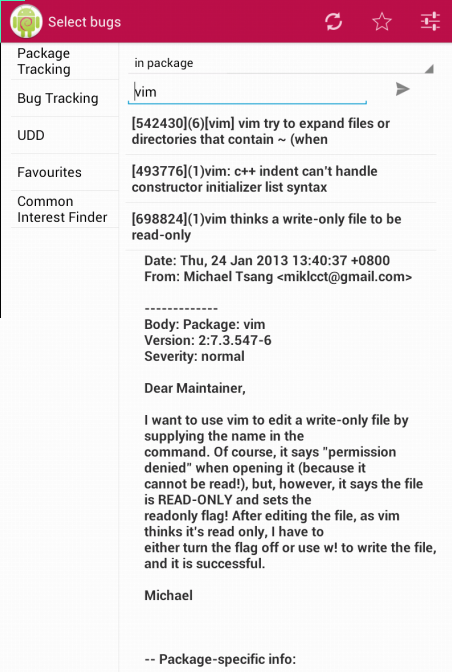 Select bugs
Package
Tracking
Bug Tracking
UDD
Favourites
Common
Interest Finder
in package
vim
[542430](6)[vim] vim try to expand files or
directories that contain ~ (when
[493776](1)vim: c++ indent can't handle
constructor initializer list syntax
[698824](1)vim thinks a write-only file to be
read-only
Date: Thu, 24 Jan 2013 13:40:37 +0800
From: Michael Tsang <miklcct@gmail.com>
-------------
Body: Package: vim
Version: 2:7.3.547-6
Severity: normal
Dear Maintainer,
I want to use vim to edit a write-only file by
supplying the name in the
command. Of course, it says "permission
denied" when opening it (because it
cannot be read!), but, however, it says the file
is READ-ONLY and sets the
readonly flag! After editing the file, as vim
thinks it's read only, I have to
either turn the flag off or use w! to write the file,
and it is successful.
Michael
-- Package-specific info: